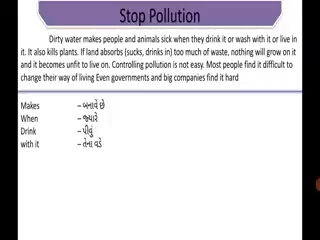 Stop Pollution
Dirty water makes people and animals sick when they drink it or wash with it or live in
it. It also kills plants. If land absorbs (sucks, drinks in) too much of waste, nothing will grow on it
and it becomes unfit to live on. Controlling pollution is not easy. Most people find it difficult to
change their way of living Even governments and big companies find it hard
Makes – બનાવે છે
When – જ્યારે
Drink – પીવું
with it – તેના વડે